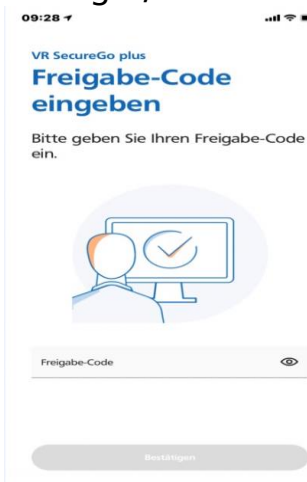 09:28
VR SecureGo plus
Freigabe-Code
eingeben
Bitte geben Sie Ihren Freigabe-Code
ein.
Freigabe-Code
Bestätigen